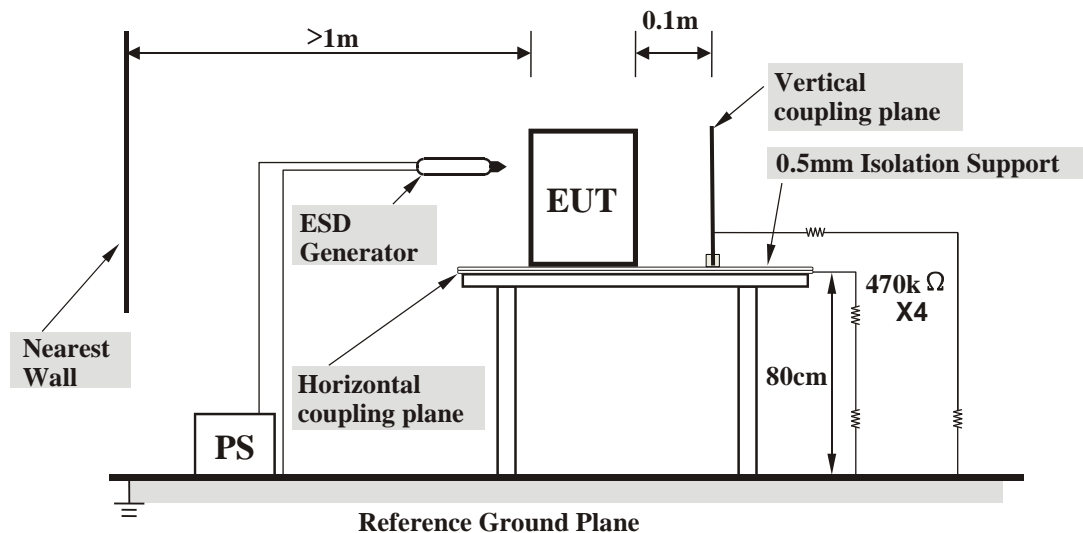 >1m
0.1m
Vertical
coupling plane
0.5mm Isolation Support
EUT
ESD
Generator
470k Ω
X4
Nearest
Wall
Horizontal
coupling plane
80cm
PS
Reference Ground Plane